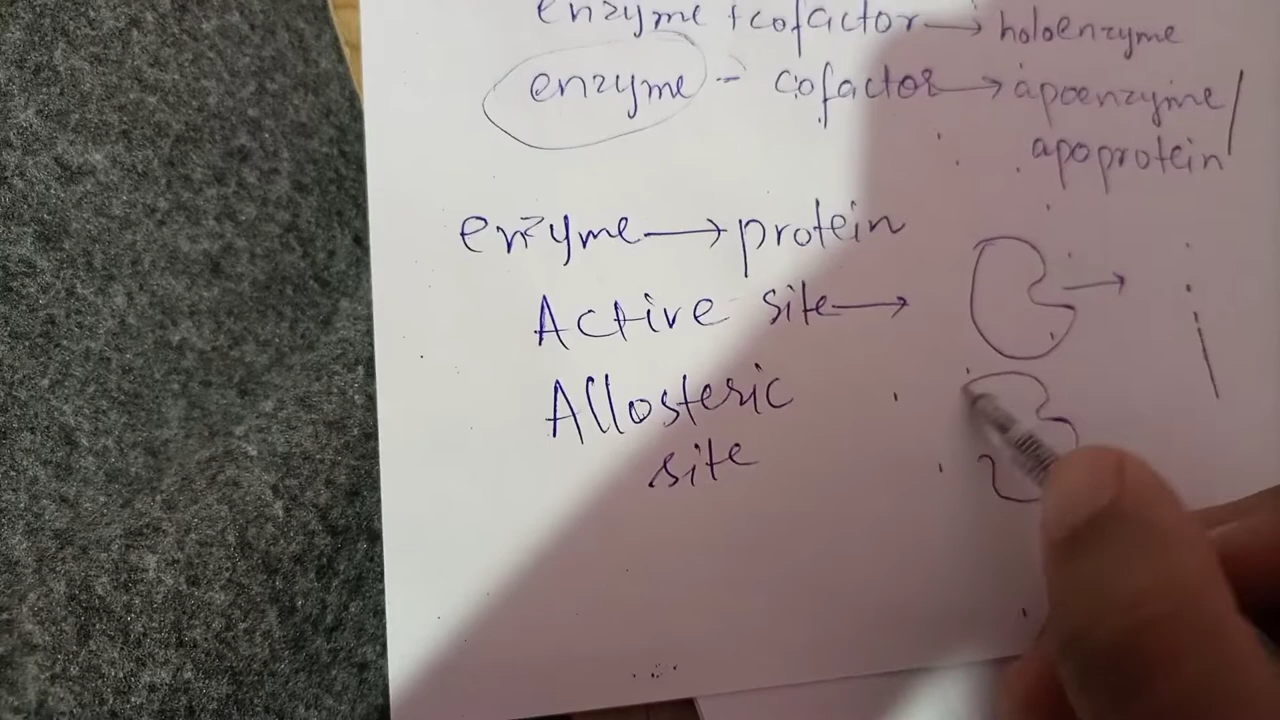 enzyme + cofactor → holoenzyme
enzyme - cofactor → apoenzyme/
apoprotein
enzyme → protein
Active site →
Allosteric
site